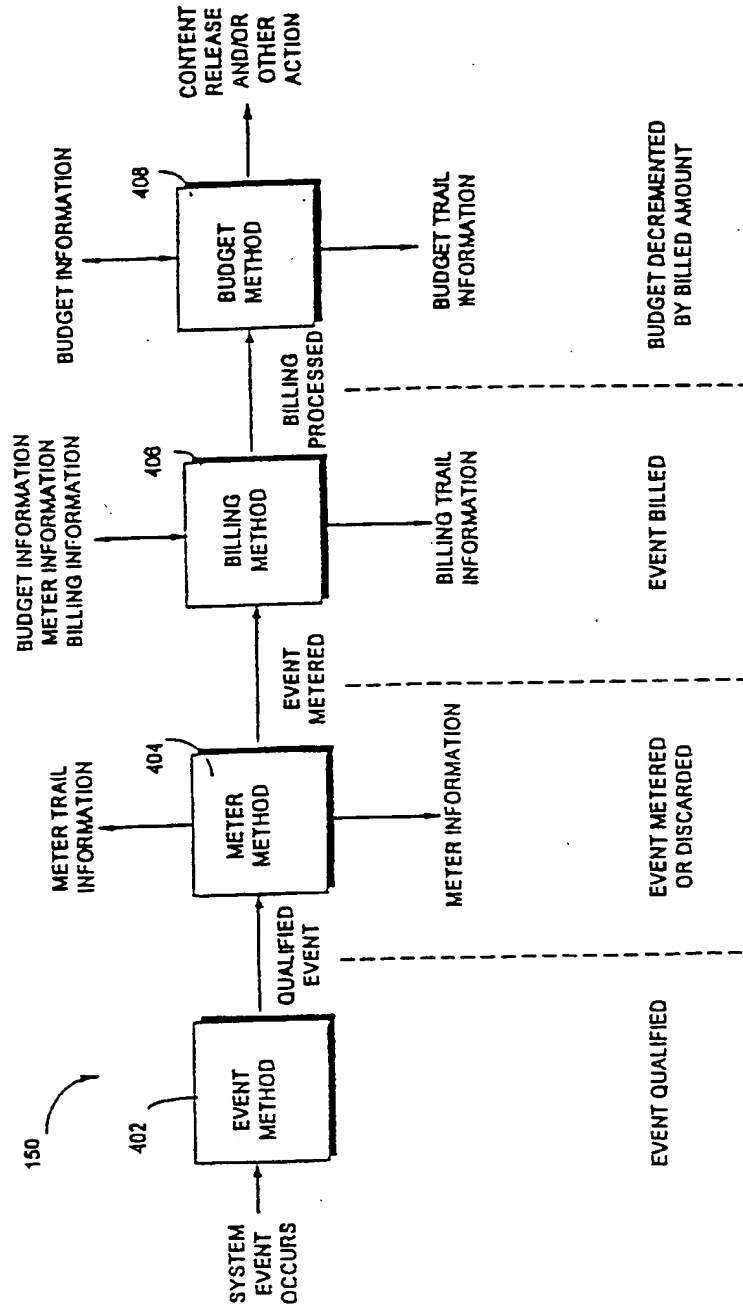 150
SYSTEM
EVENT
OCCURS
402
EVENT
METHOD
QUALIFIED
EVENT
METER TRAIL
INFORMATION
404
METER
METHOD
METER INFORMATION
EVENT
METERED
BUDGET INFORMATION
METER INFORMATION
BILLING INFORMATION
406
BILLING
METHOD
BILLING TRAIL
INFORMATION
BILLING
PROCESSED
BUDGET INFORMATION
408
BUDGET
METHOD
BUDGET TRAIL
INFORMATION
CONTENT
RELEASE
AND/OR
OTHER
ACTION
EVENT QUALIFIED
EVENT METERED
OR DISCARDED
EVENT BILLED
BUDGET DECREMENTED
BY BILLED AMOUNT